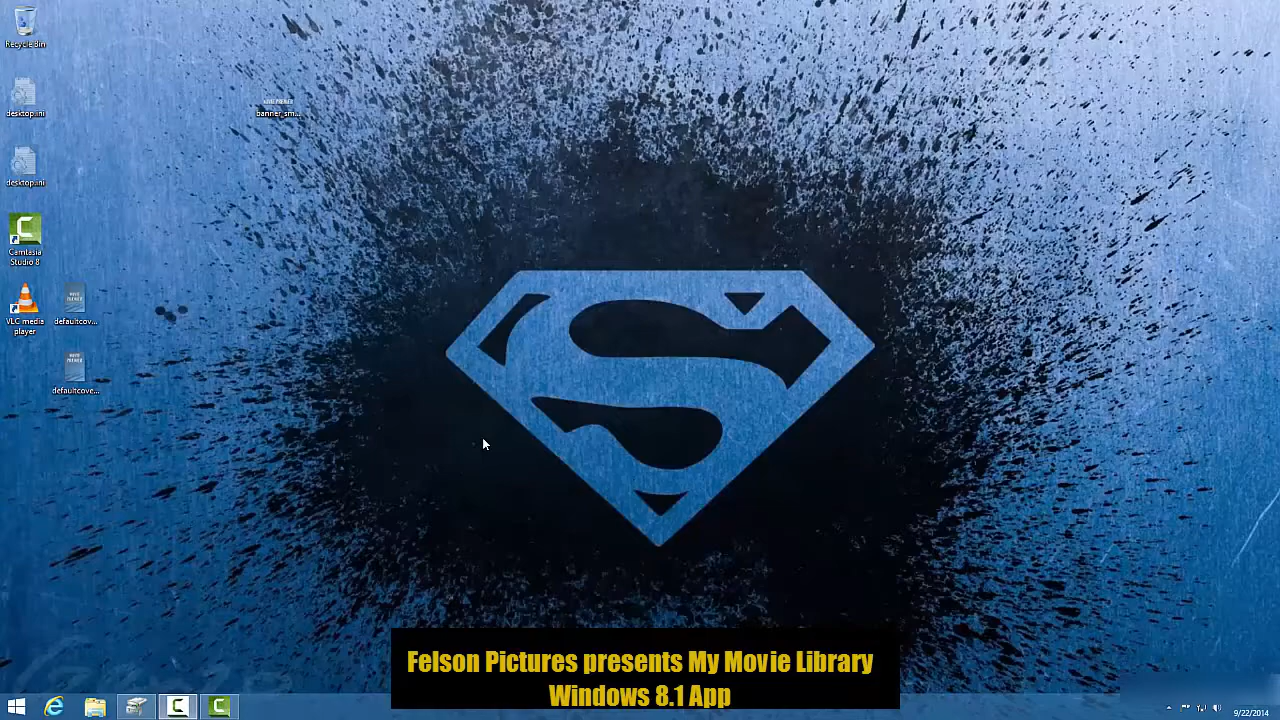 Recycle Bin
desktop.ini
desktop.ini
Camtasia
Studio 8
VLC media
player
defaultcov...
defaultcove...
banner_sm...
Felson Pictures presents My Movie Library
Windows 8.1 App
9/22/2014